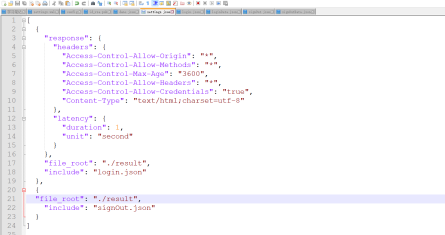 [
{
"response": {
"headers": {
"Access-Control-Allow-Origin": "*",
"Access-Control-Allow-Methods": "*",
"Access-Control-Max-Age": "3600",
"Access-Control-Allow-Headers": "*",
"Access-Control-Allow-Credentials": "true",
"Content-Type": "text/html;charset=utf-8"
},
"latency": {
"duration": 1,
"unit": "second"
}
},
"file_root": "./result",
"include": "login.json"
},
{
"file_root": "./result",
"include": "signOut.json"
}
]